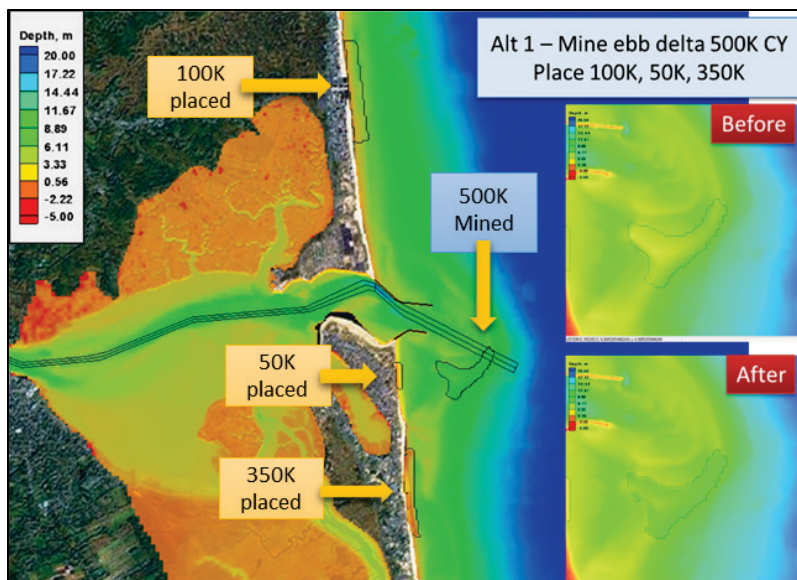 Depth, m
20.00
17.22
14.44
11.67
8.89
6.11
3.33
0.56
-2.22
-5.00
100K
placed
Alt 1 – Mine ebb delta 500K CY
Place 100K, 50K, 350K
Before
500K
Mined
50K
placed
350K
placed
After
Depth, m
Depth, m